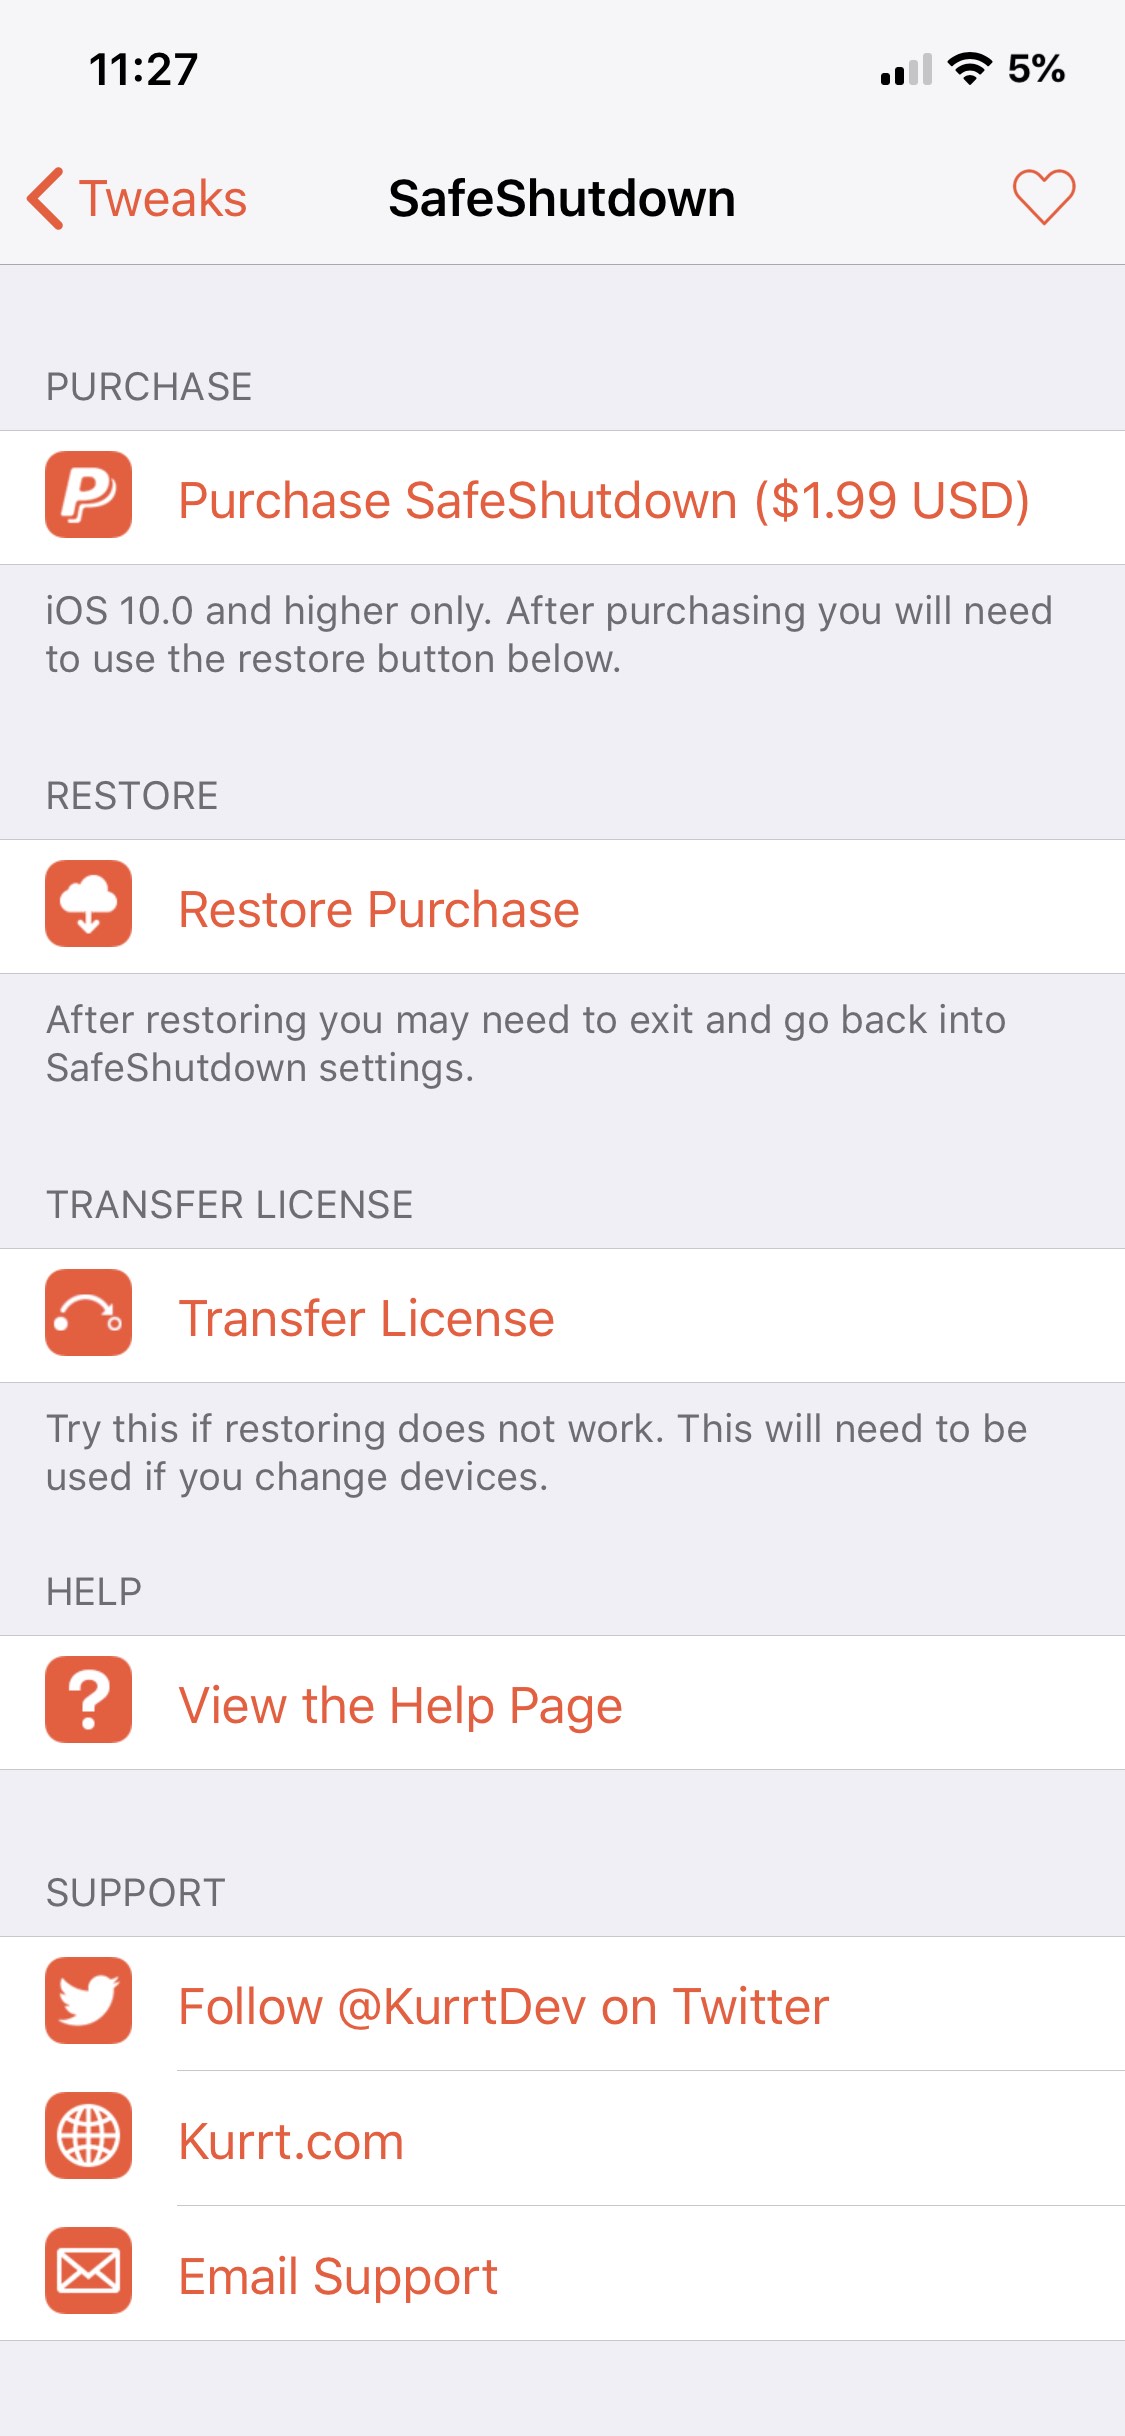 11:27
5%
Tweaks
SafeShutdown
PURCHASE
Purchase SafeShutdown ($1.99 USD)
iOS 10.0 and higher only. After purchasing you will need
to use the restore button below.
RESTORE
Restore Purchase
After restoring you may need to exit and go back into
SafeShutdown settings.
TRANSFER LICENSE
Transfer License
Try this if restoring does not work. This will need to be
used if you change devices.
HELP
View the Help Page
SUPPORT
Follow @KurrtDev on Twitter
Kurrt.com
Email Support